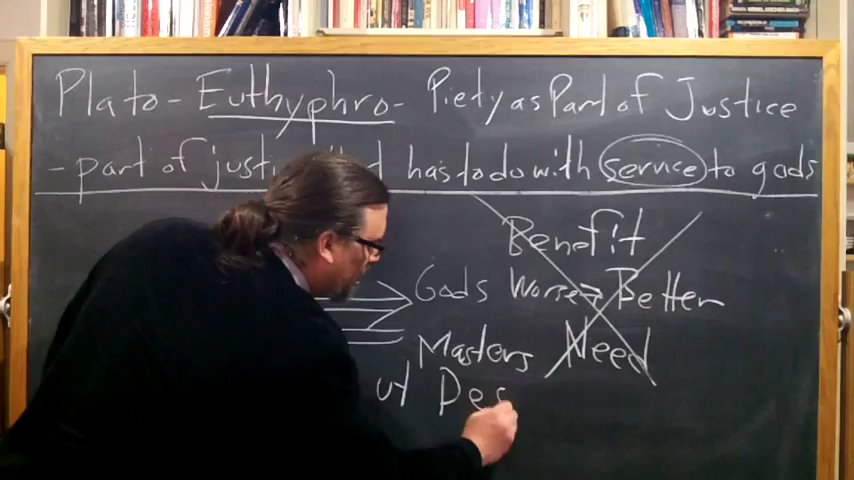 Plato - Euthyphro - Piety as Part of Justice
- part of justi d has to do with service to gods
Benefit
Gods Worse → Better
Masters Need
Des